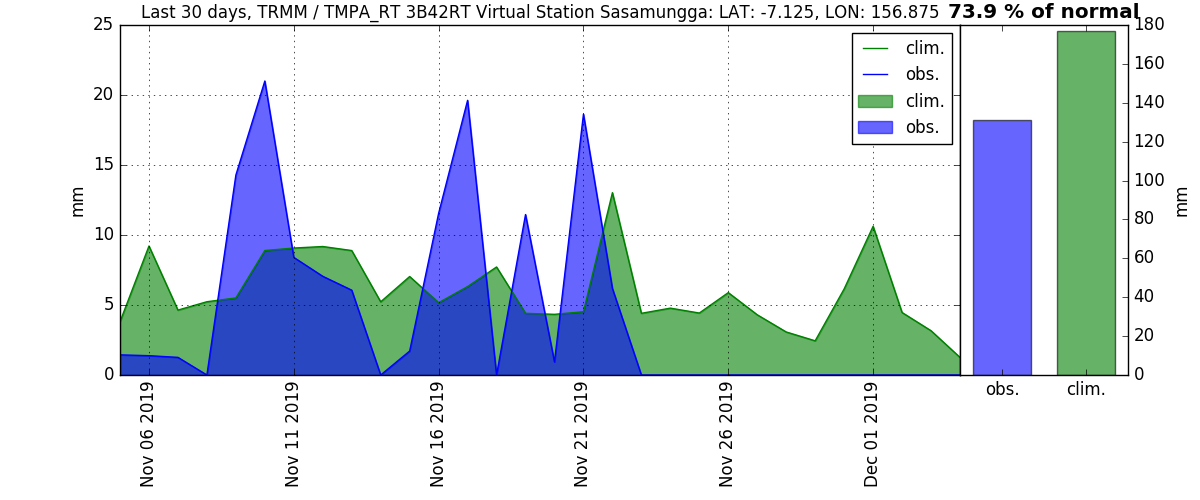 Last 30 days, TRMM / TMPA_RT 3B42RT Virtual Station Sasamungga: LAT: -7.125, LON: 156.875 73.9 % of normal
25
20
15
10
5
0
mm
clim.
obs.
clim.
obs.
Nov 06 2019
Nov 11 2019
Nov 16 2019
Nov 21 2019
Nov 26 2019
Dec 01 2019
180
160
140
120
100
80
60
40
20
0
mm
obs. clim.